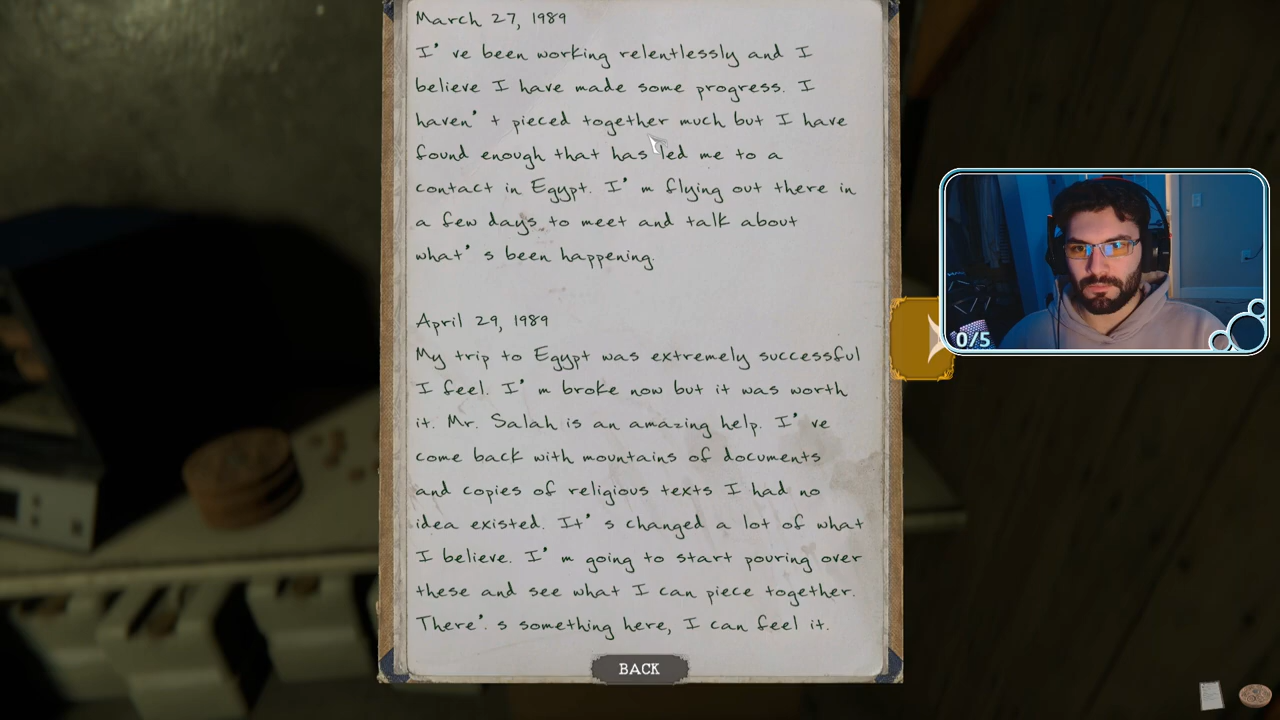 March 27, 1989
I' ve been working relentlessly and I
believe I have made some progress. I
haven' t pieced together much but I have
found enough that has led me to a
contact in Egypt. I' m flying out there in
a few days to meet and talk about
what' s been happening.
April 29, 1989
My trip to Egypt was extremely successful
I feel. I' m broke now but it was worth
it. Mr. Salah is an amazing help. I' ve
come back with mountains of documents
and copies of religious texts I had no
idea existed. It' s changed a lot of what
I believe. I' m going to start pouring over
these and see what I can piece together.
There' s something here, I can feel it.
BACK
0/5